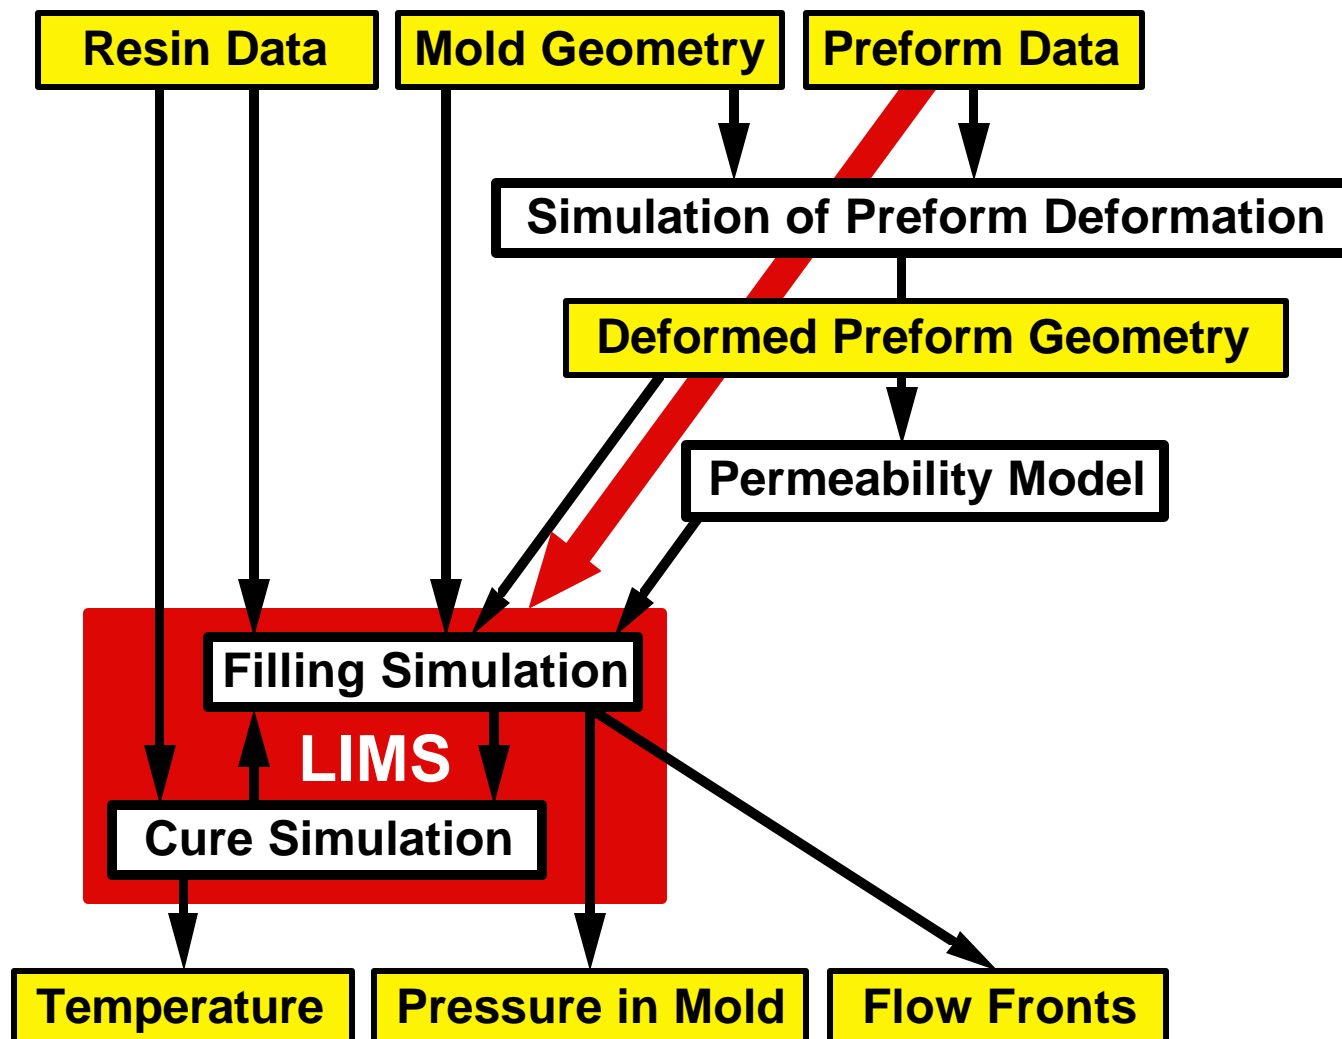 Resin Data
Mold Geometry
Preform Data
Simulation of Preform Deformation
Deformed Preform Geometry
Permeability Model
Filling Simulation
LIMS
Cure Simulation
Temperature
Pressure in Mold
Flow Fronts